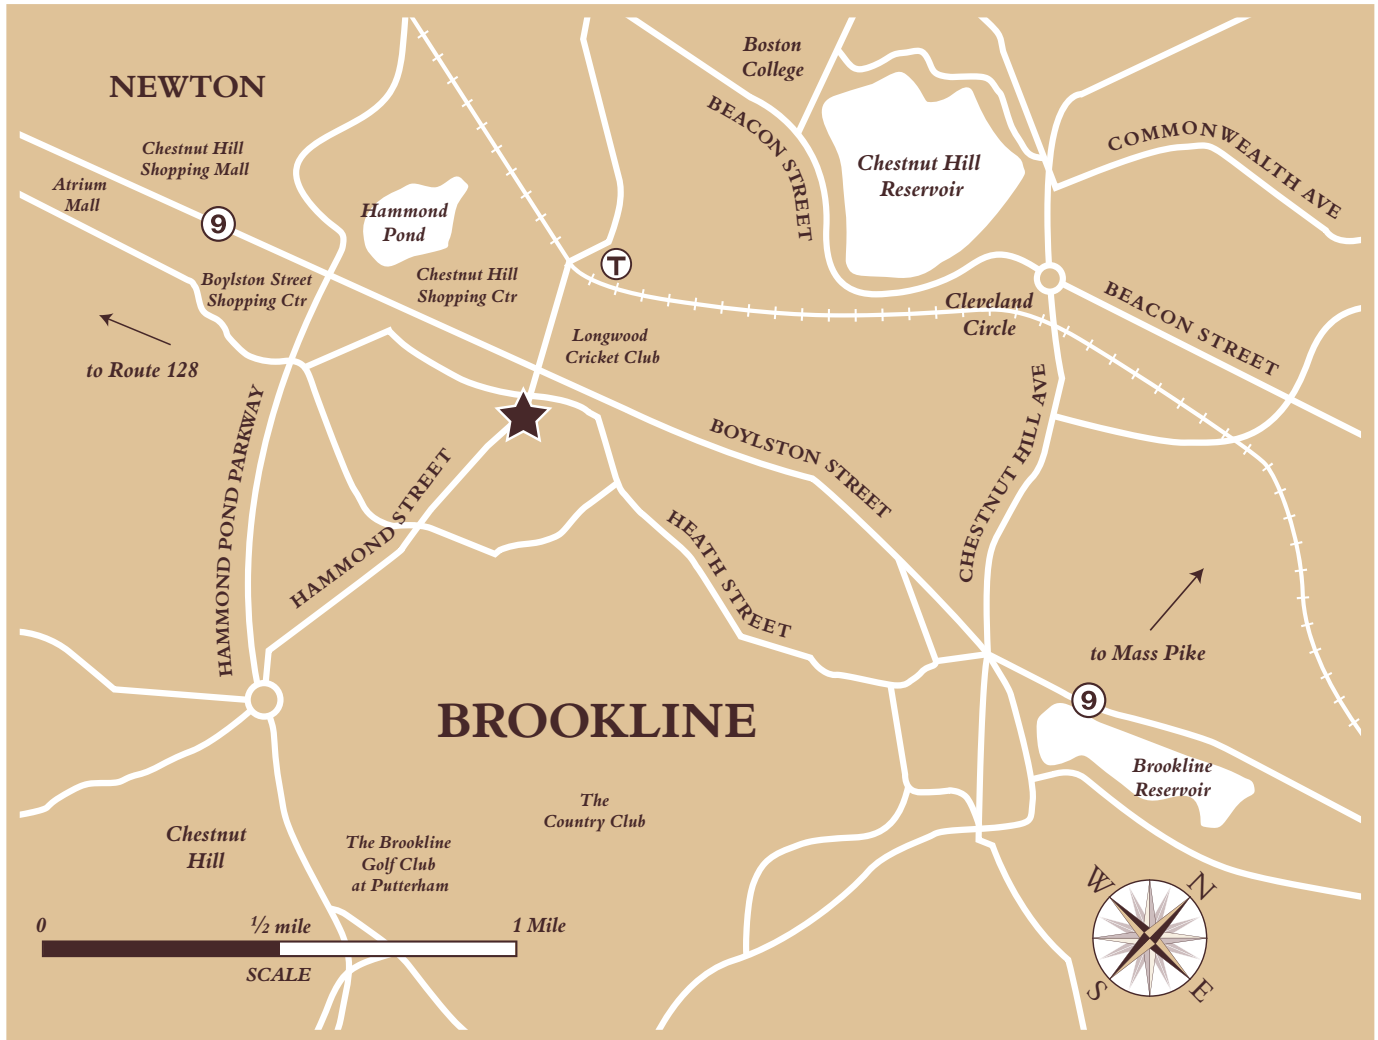 Boston
College
NEWTON
BEACON STREET
COMMONWEALTH AVE
Chestnut Hill
Shopping Mall
Chestnut Hill
Reservoir
Atrium
Mall
9
Hammond
Pond
T
Boylston Street
Shopping Ctr
Chestnut Hill
Shopping Ctr
Cleveland
Circle
BEACON STREET
Longwood
Cricket Club
to Route 128
HAMMOND POND PARKWAY
HAMMOND STREET
BOYLSTON STREET
CHESTNUT HILL AVE
HEATH STREET
to Mass Pike
9
BROOKLINE
Brookline
Reservoir
The
Country Club
Chestnut
Hill
The Brookline
Golf Club
at Putterham
W
N
S
E
0
½ mile
1 Mile
SCALE